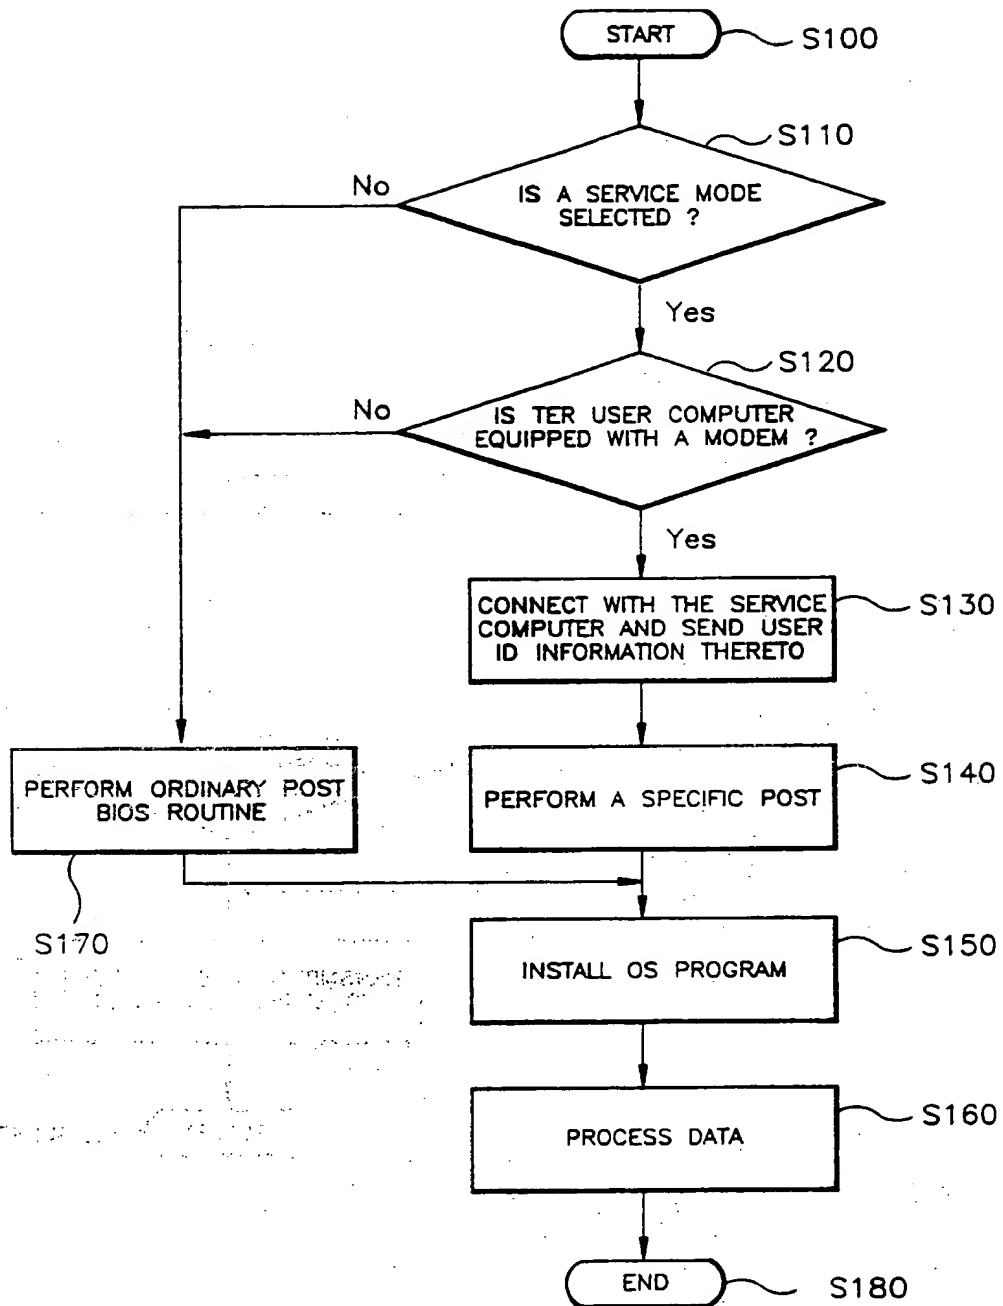 START
S100
S110
No
IS A SERVICE MODE
SELECTED ?
Yes
S120
No
IS TER USER COMPUTER
EQUIPPED WITH A MODEM ?
Yes
CONNECT WITH THE SERVICE
COMPUTER AND SEND USER
ID INFORMATION THERETO
S130
PERFORM ORDINARY POST
BIOS ROUTINE
PERFORM A SPECIFIC POST
S140
S170
INSTALL OS PROGRAM
S150
PROCESS DATA
S160
END
S180